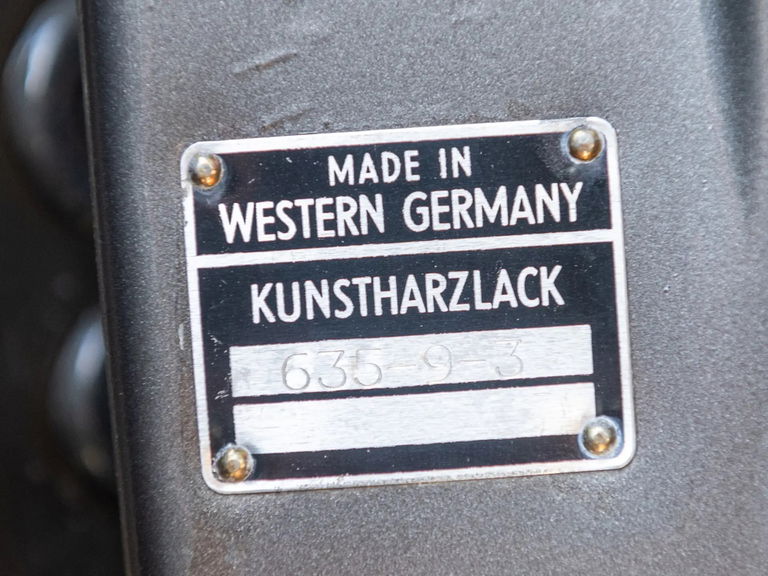 MADE IN
WESTERN GERMANY
KUNSTHARZLACK
635-9-3